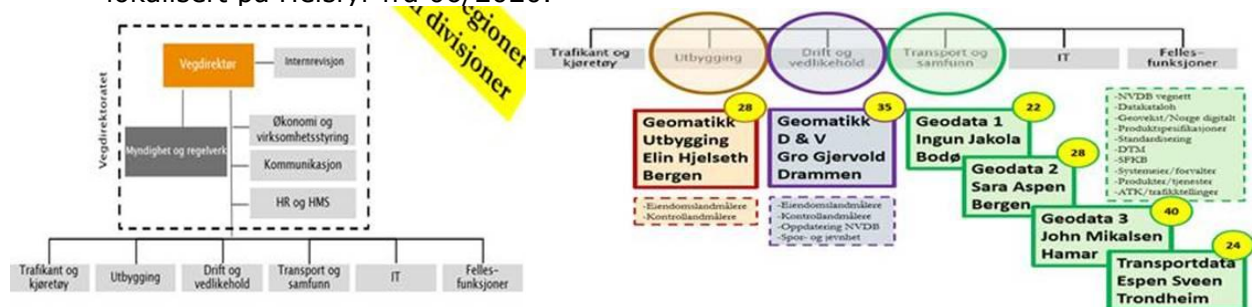 lokalisert på Helsfyr fra 06/2020.
egioner
divisjoner
Vegdirektoratet
Vegdirektør
Internrevisjon
Myndighet og regelverk
Økonomi og
virksomhetsstyring
Kommunikasjon
HR og HMS
Trafikant og
kjøretøy
Utbygging
Drift og
vedlikehold
Transport og
samfunn
IT
Felles-
funksjoner
Trafikant og
kjøretøy
Utbygging
Drift og
vedlikehold
Transport og
samfunn
IT
Felles-
funksjoner
28
Geomatikk
Utbygging
Elin Hjelseth
Bergen
-Eiendomslandmålere
-Kontrollandmålere
35
Geomatikk
D & V
Gro Gjervold
Drammen
-Eiendomslandmålere
-Kontrollandmålere
-Oppdatering NVDB
-Spor- og jevnhet
22
Geodata 1
Ingun Jakola
Bodø
28
Geodata 2
Sara Aspen
Bergen
40
Geodata 3
John Mikalsen
Hamar
24
Transportdata
Espen Sveen
Trondheim
-NVDB vegnett
-Datakataloh
-Geovekst/Norge digitalt
-Produktspesifikasjoner
-Standardisering
-DTM
-SFKB
-Systemeier/forvalter
-Produkter/tjenester
-ATK/trafikktellinger